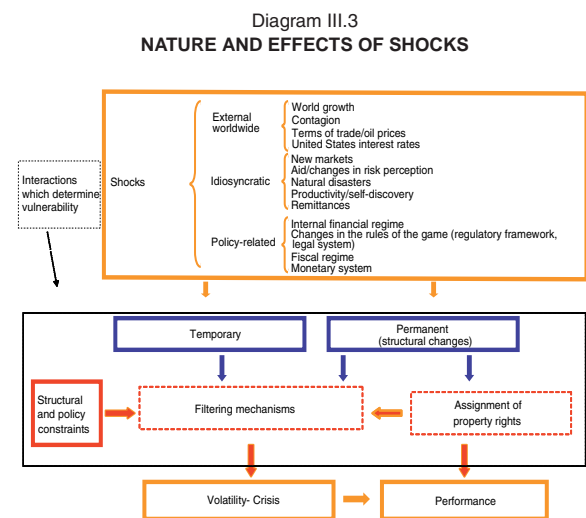 Diagram III.3
NATURE AND EFFECTS OF SHOCKS
Interactions
which determine
vulnerability
Shocks
External
worldwide
World growth
Contagion
Terms of trade/oil prices
United States interest rates
Idiosyncratic
New markets
Aid/changes in risk perception
Natural disasters
Productivity/self-discovery
Remittances
Policy-related
Internal financial regime
Changes in the rules of the game (regulatory framework,
legal system)
Fiscal regime
Monetary system
Temporary
Permanent
(structural changes)
Structural
and policy
constraints
Filtering mechanisms
Assignment of
property rights
Volatility- Crisis
Performance